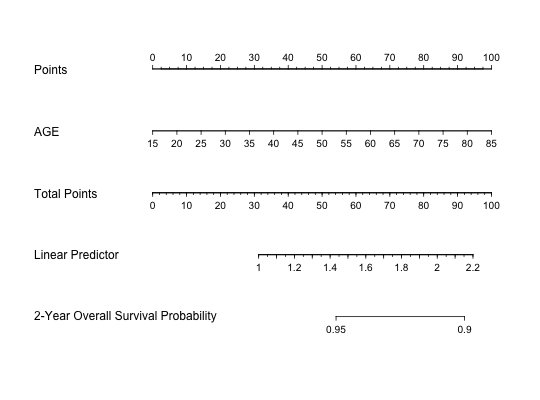 0 10 20 30 40 50 60 70 80 90 100
Points
AGE
15 20 25 30 35 40 45 50 55 60 65 70 75 80 85
Total Points
0 10 20 30 40 50 60 70 80 90 100
Linear Predictor
1 1.2 1.4 1.6 1.8 2 2.2
2-Year Overall Survival Probability
0.95 0.9